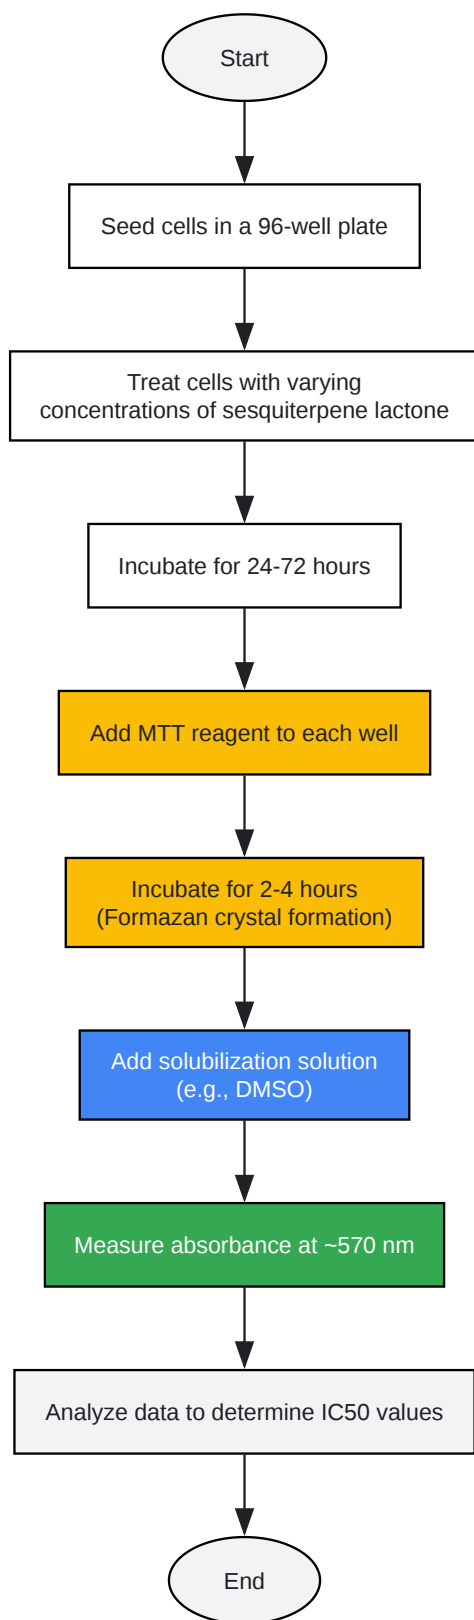 Start
Seed cells in a 96-well plate
Treat cells with varying
concentrations of sesquiterpene lactone
Incubate for 24-72 hours
Add MTT reagent to each well
Incubate for 2-4 hours
(Formazan crystal formation)
Add solubilization solution
(e.g., DMSO)
Measure absorbance at ~570 nm
Analyze data to determine IC50 values
End